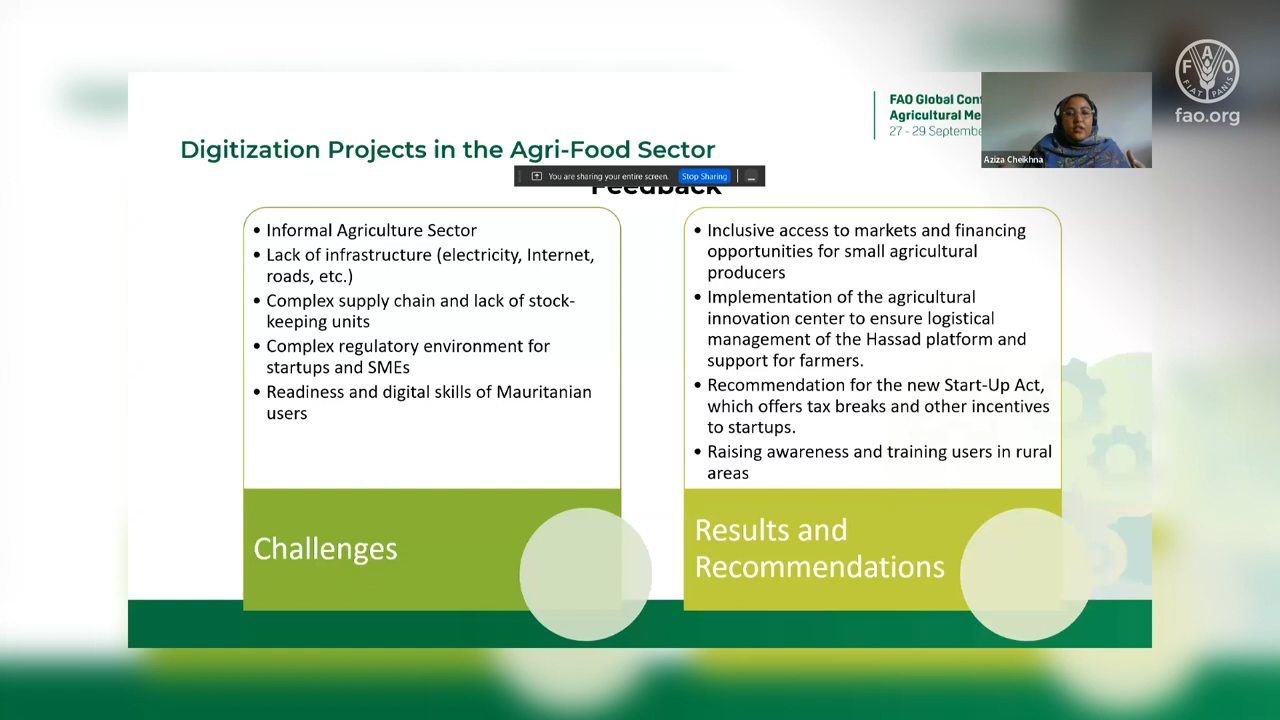 F A O
FIAT PANIS
fao.org
FAO Global Con
Agricultural Me
27 - 29 Septembe
Aziza Cheikhna
Digitization Projects in the Agri-Food Sector
You are sharing your entire screen. Stop Sharing
Feedback
• Informal Agriculture Sector
• Lack of infrastructure (electricity, Internet,
roads, etc.)
• Complex supply chain and lack of stock-
keeping units
• Complex regulatory environment for
startups and SMEs
• Readiness and digital skills of Mauritanian
users
Challenges
• Inclusive access to markets and financing
opportunities for small agricultural
producers
• Implementation of the agricultural
innovation center to ensure logistical
management of the Hassad platform and
support for farmers.
• Recommendation for the new Start-Up Act,
which offers tax breaks and other incentives
to startups.
• Raising awareness and training users in rural
areas
Results and
Recommendations